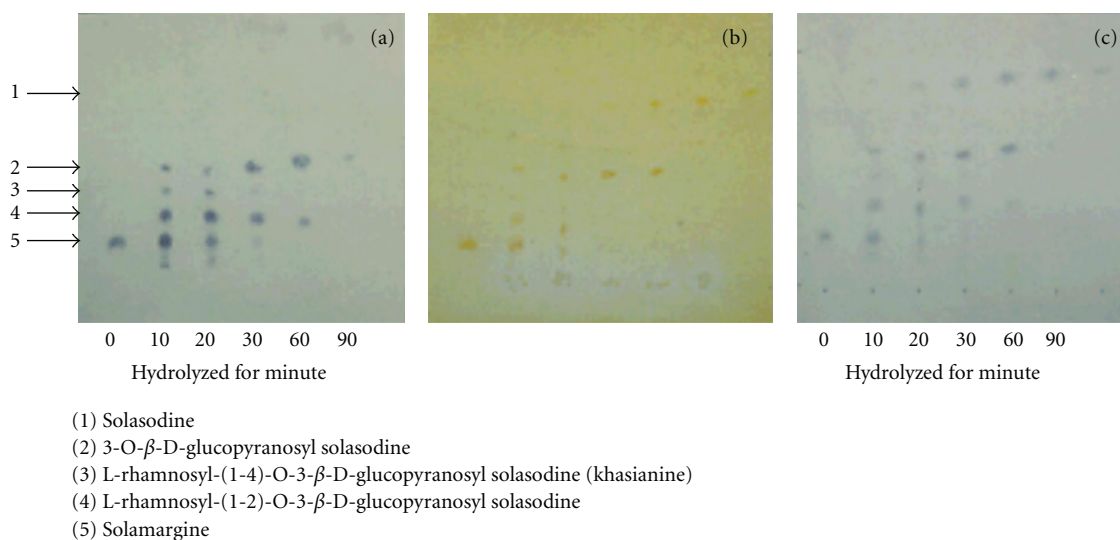 (a) (b) (c)
1
2
3
4
5
0 10 20 30 60 90
Hydrolyzed for minute
0 10 20 30 60 90
Hydrolyzed for minute
(1) Solasodine
(2) 3-O-β-D-glucopyranosyl solasodine
(3) L-rhamnosyl-(1-4)-O-3-β-D-glucopyranosyl solasodine (khasianine)
(4) L-rhamnosyl-(1-2)-O-3-β-D-glucopyranosyl solasodine
(5) Solamargine